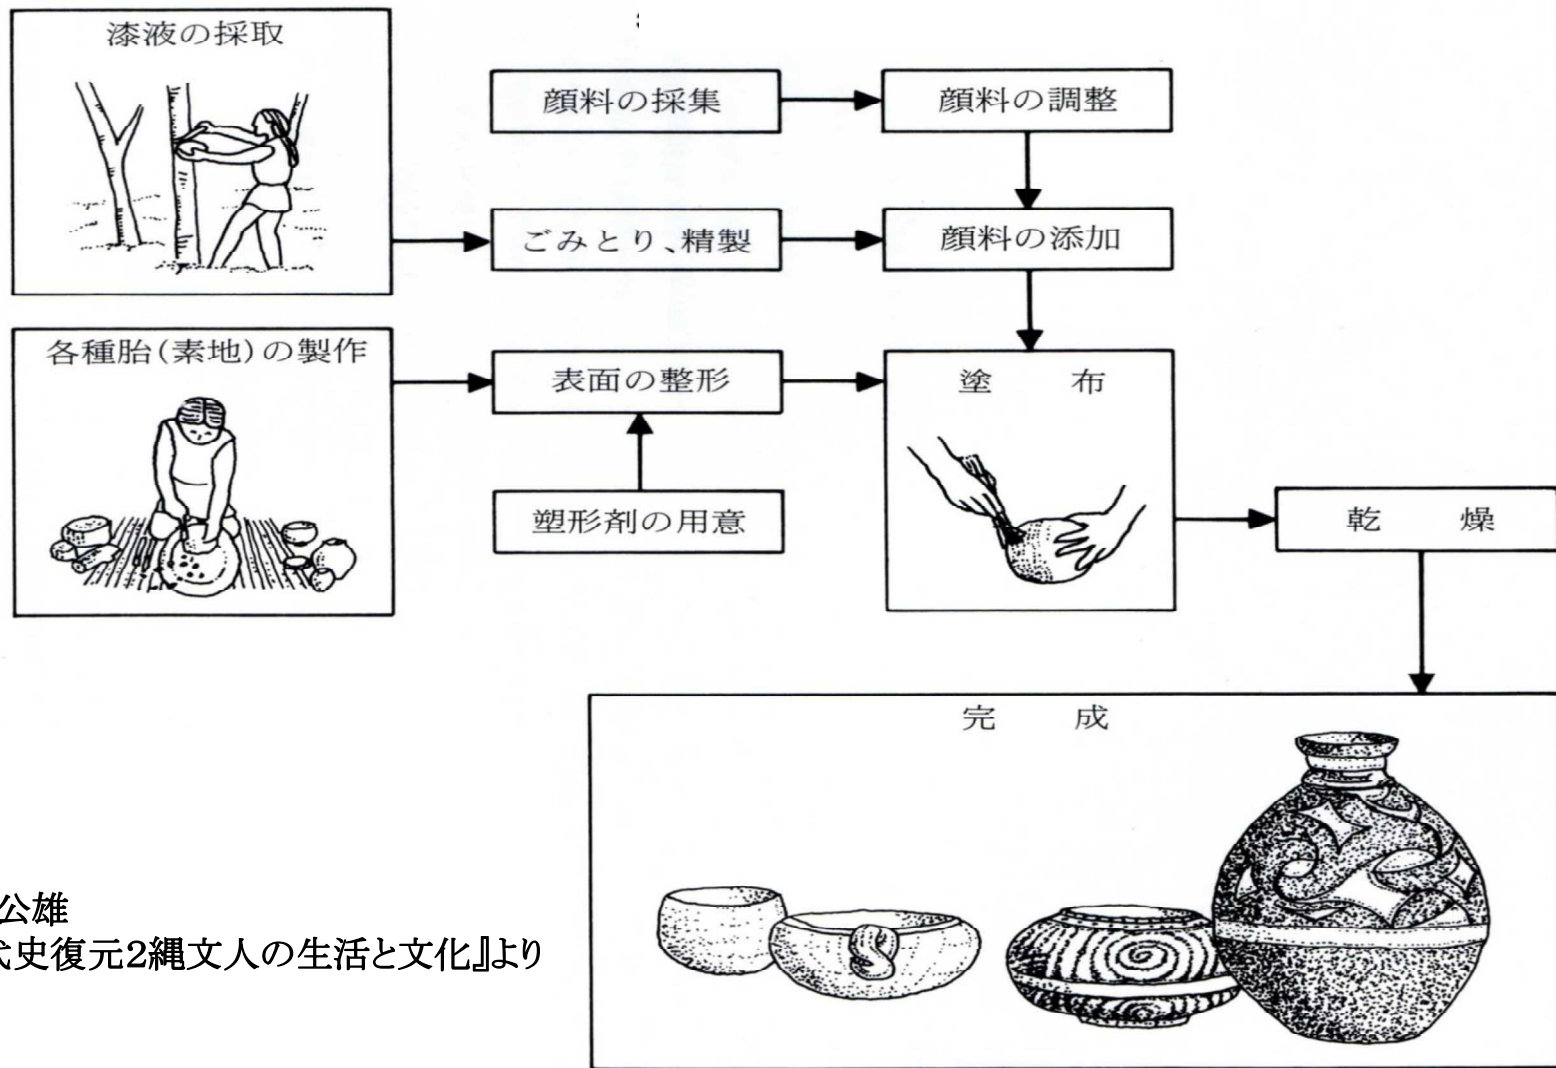 漆液の採取
顔料の採集
顔料の調整
ごみとり、精製
顔料の添加
各種胎(素地)の製作
表面の整形
塗布
塑形剤の用意
乾燥
完成
公雄
史復元2縄文人の生活と文化』より